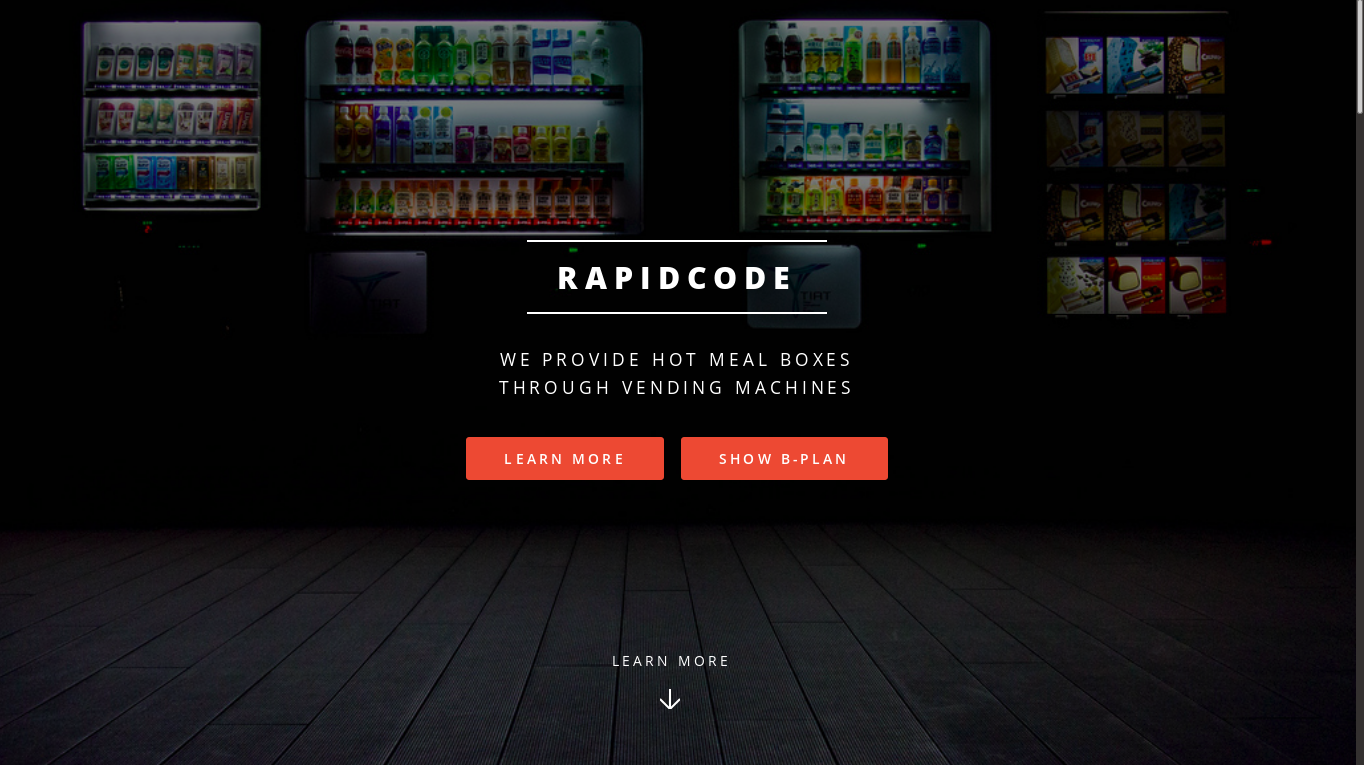 RAPIDCODE
WE PROVIDE HOT MEAL BOXES
THROUGH VENDING MACHINES
LEARN MORE
SHOW B-PLAN
LEARN MORE